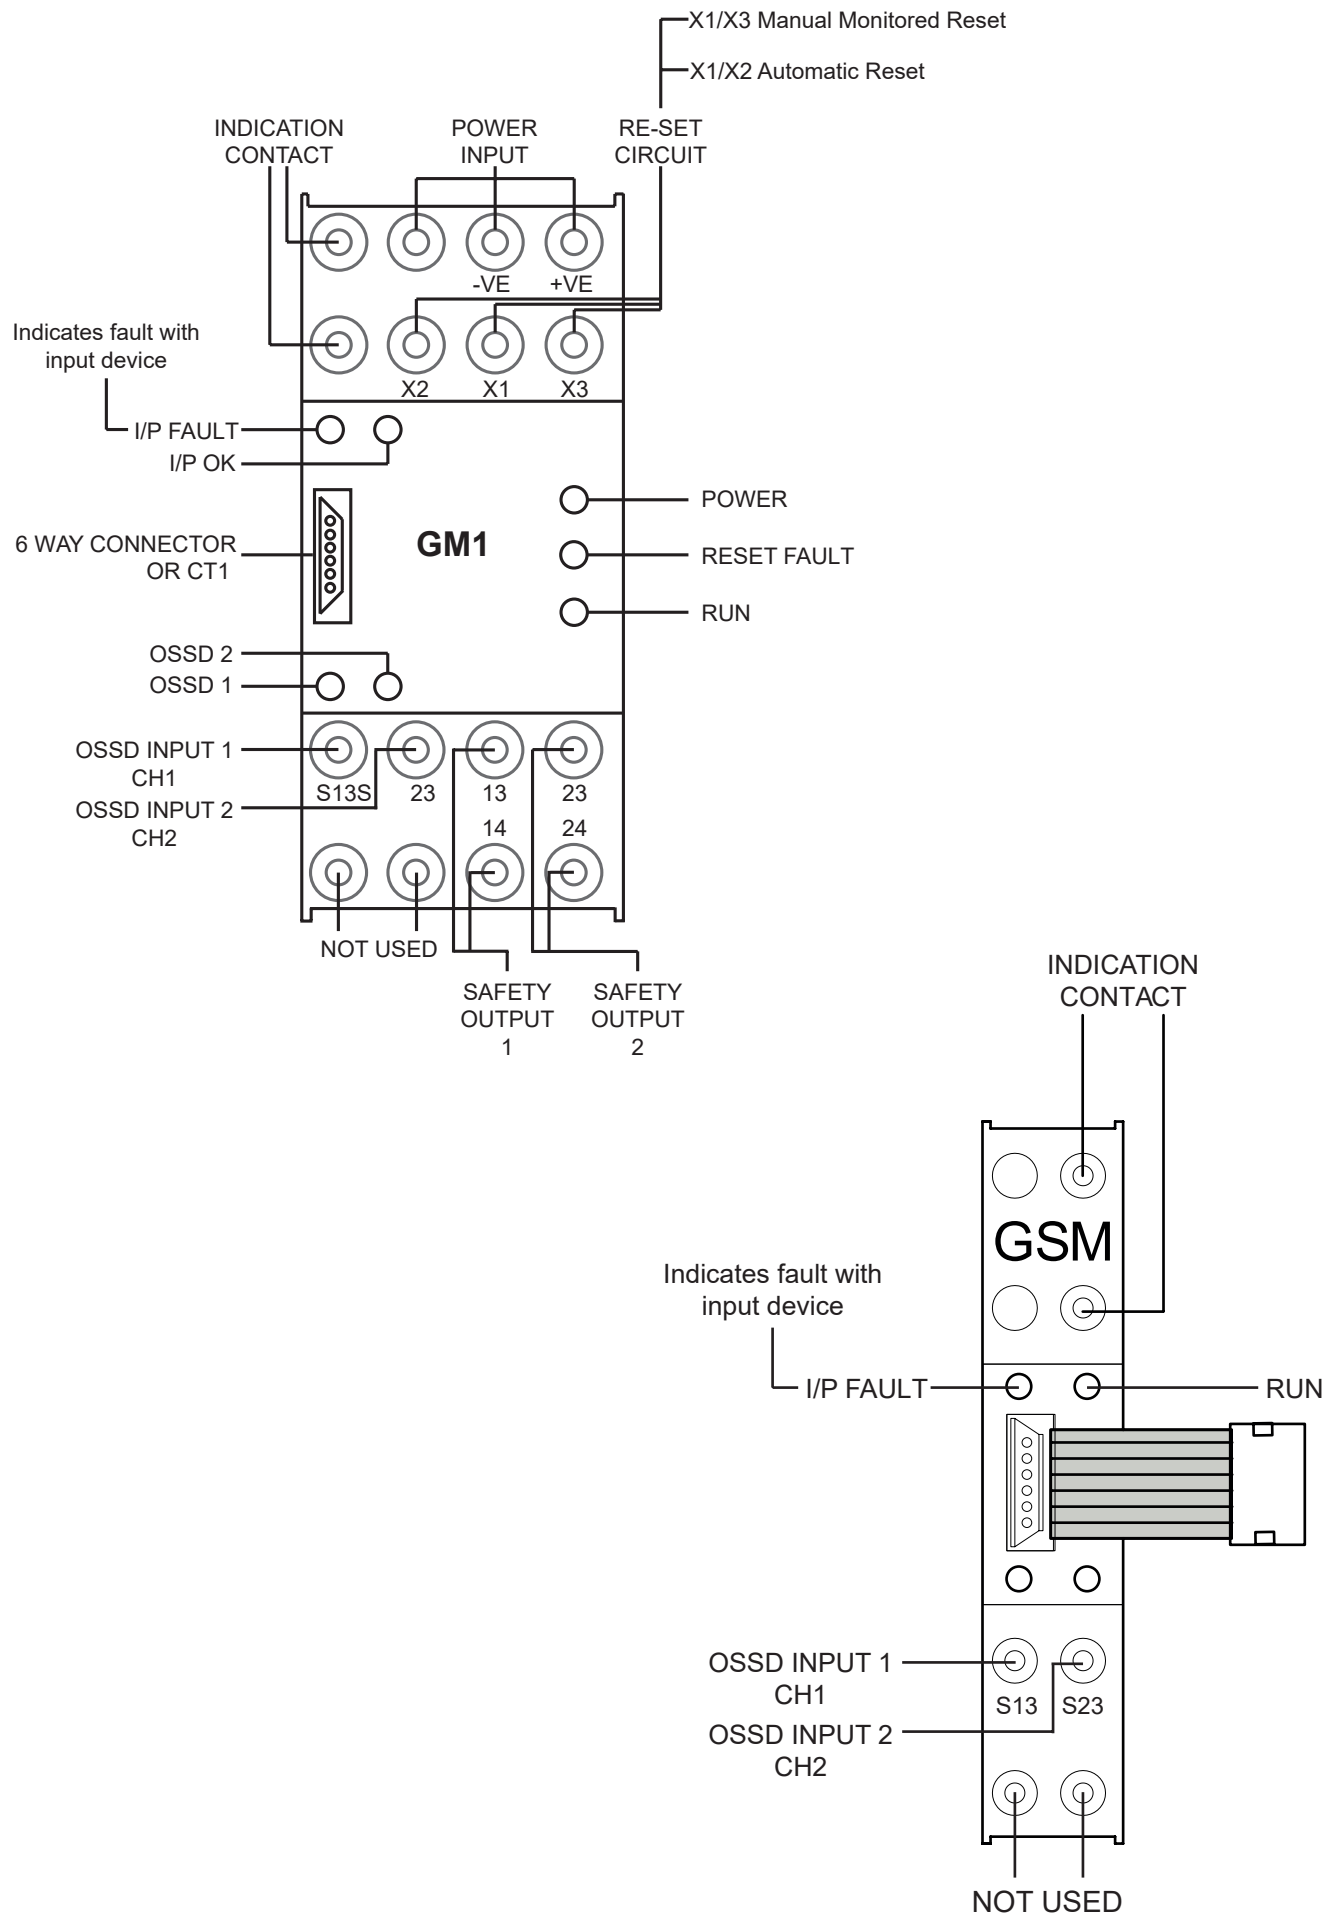 X1/X3 Manual Monitored Reset
X1/X2 Automatic Reset
INDICATION
CONTACT
POWER
INPUT
RE-SET
CIRCUIT
-VE
+VE
Indicates fault with
input device
X2
X1
X3
I/P FAULT
I/P OK
POWER
6 WAY CONNECTOR
OR CT1
GM1
RESET FAULT
RUN
OSSD 2
OSSD 1
OSSD INPUT 1
CH1
S13S
23
13
23
OSSD INPUT 2
CH2
14
24
NOT USED
SAFETY
OUTPUT
1
SAFETY
OUTPUT
2
INDICATION
CONTACT
GSM
Indicates fault with
input device
I/P FAULT
RUN
OSSD INPUT 1
CH1
S13
S23
OSSD INPUT 2
CH2
NOT USED